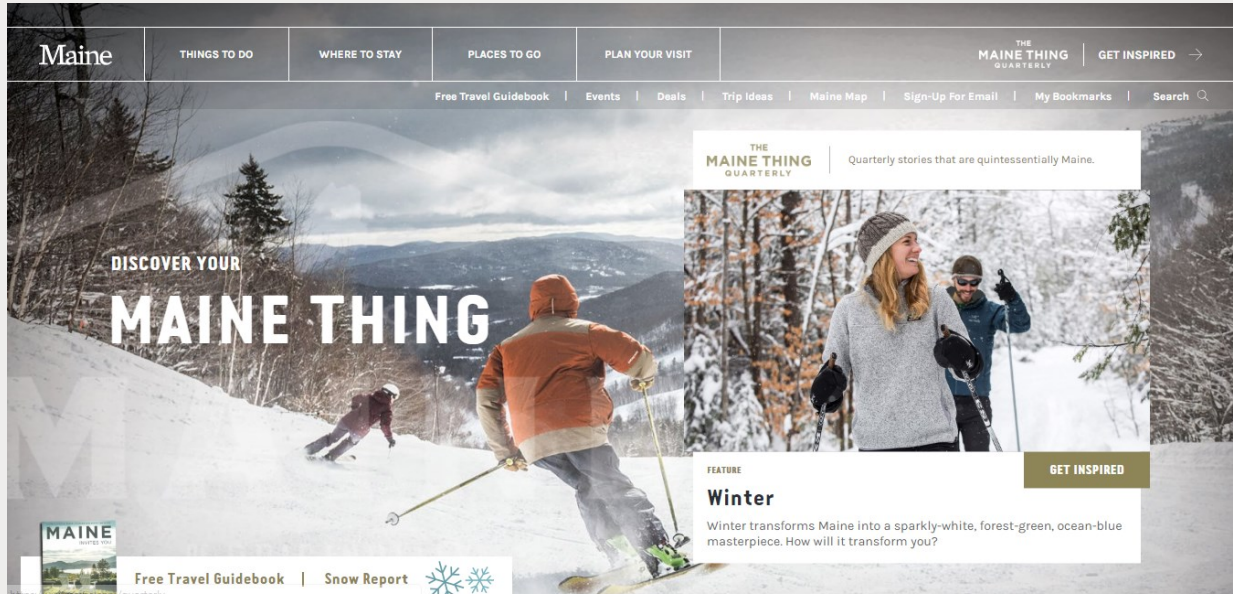 Maine
THINGS TO DO
WHERE TO STAY
PLACES TO GO
PLAN YOUR VISIT
THE
MAINE THING
QUARTERLY
GET INSPIRED
Free Travel Guidebook | Events | Deals | Trip Ideas | Maine Map | Sign-Up For Email | My Bookmarks | Search
THE
MAINE THING
QUARTERLY
Quarterly stories that are quintessentially Maine.
DISCOVER YOUR
MAINE THING
FEATURE
GET INSPIRED
Winter
Winter transforms Maine into a sparkly-white, forest-green, ocean-blue
masterpiece. How will it transform you?
MAINE
INVITES YOU
Free Travel Guidebook | Snow Report